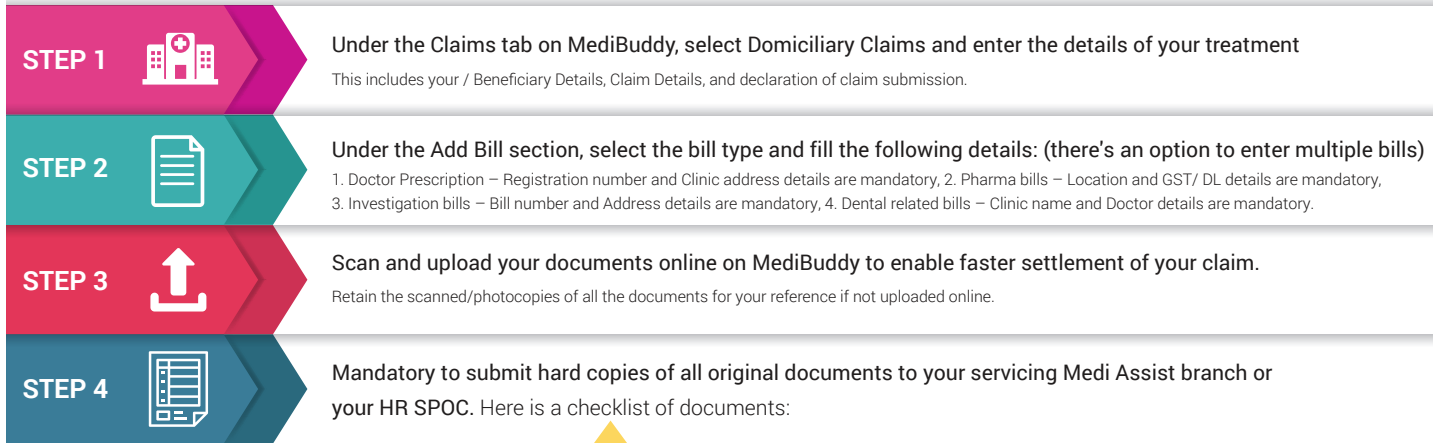 STEP 1
Under the Claims tab on MediBuddy, select Domiciliary Claims and enter the details of your treatment
This includes your / Beneficiary Details, Claim Details, and declaration of claim submission.
STEP 2
Under the Add Bill section, select the bill type and fill the following details: (there's an option to enter multiple bills)
1. Doctor Prescription – Registration number and Clinic address details are mandatory, 2. Pharma bills – Location and GST/ DL details are mandatory,
3. Investigation bills – Bill number and Address details are mandatory, 4. Dental related bills – Clinic name and Doctor details are mandatory.
STEP 3
Scan and upload your documents online on MediBuddy to enable faster settlement of your claim.
Retain the scanned/photocopies of all the documents for your reference if not uploaded online.
STEP 4
Mandatory to submit hard copies of all original documents to your servicing Medi Assist branch or
your HR SPOC. Here is a checklist of documents: